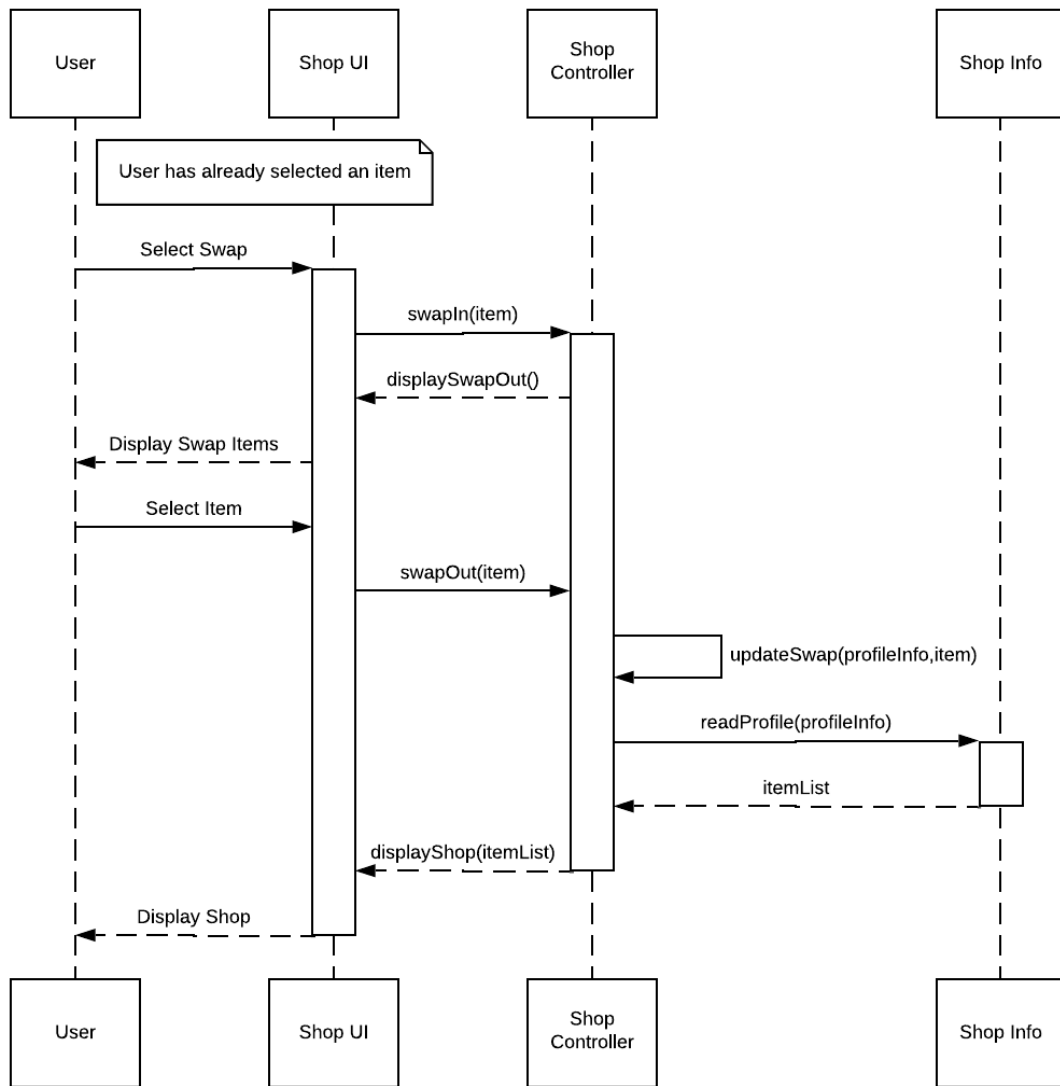 User
Shop UI
Shop
Controller
Shop Info
User has already selected an item
Select Swap
swapIn(item)
displaySwapOut()
Display Swap Items
Select Item
swapOut(item)
updateSwap(profileInfo,item)
readProfile(profileInfo)
itemList
displayShop(itemList)
Display Shop
User
Shop UI
Shop
Controller
Shop Info